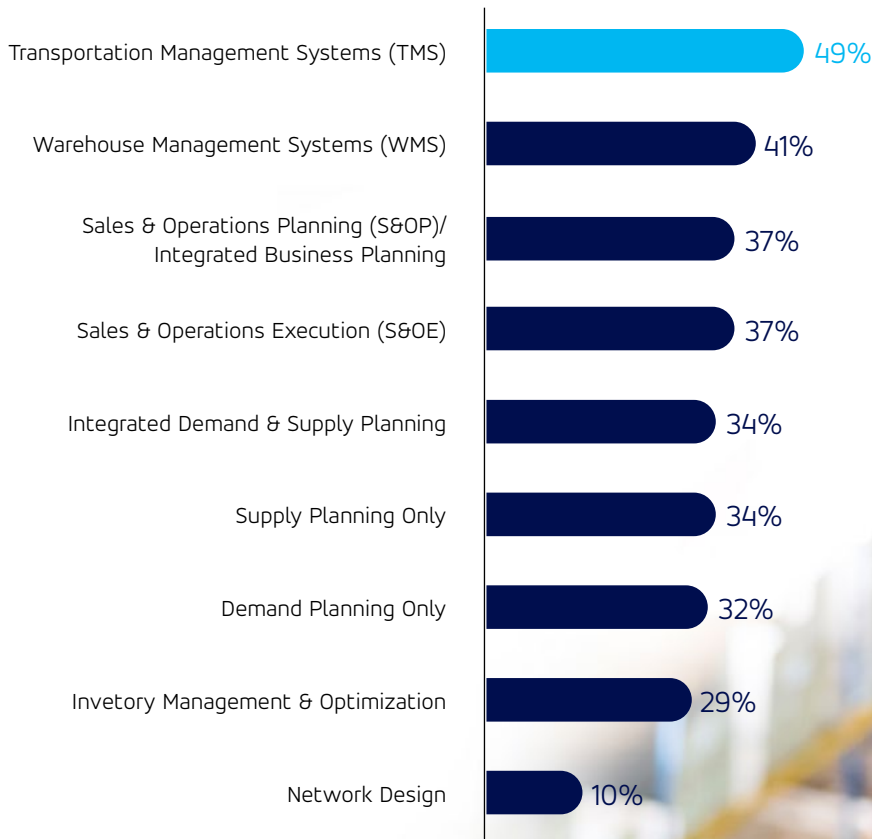 Transportation Management Systems (TMS) 49%
Warehouse Management Systems (WMS) 41%
Sales & Operations Planning (S&OP)/
Integrated Business Planning 37%
Sales & Operations Execution (S&OE) 37%
Integrated Demand & Supply Planning 34%
Supply Planning Only 34%
Demand Planning Only 32%
Invetory Management & Optimization 29%
Network Design 10%